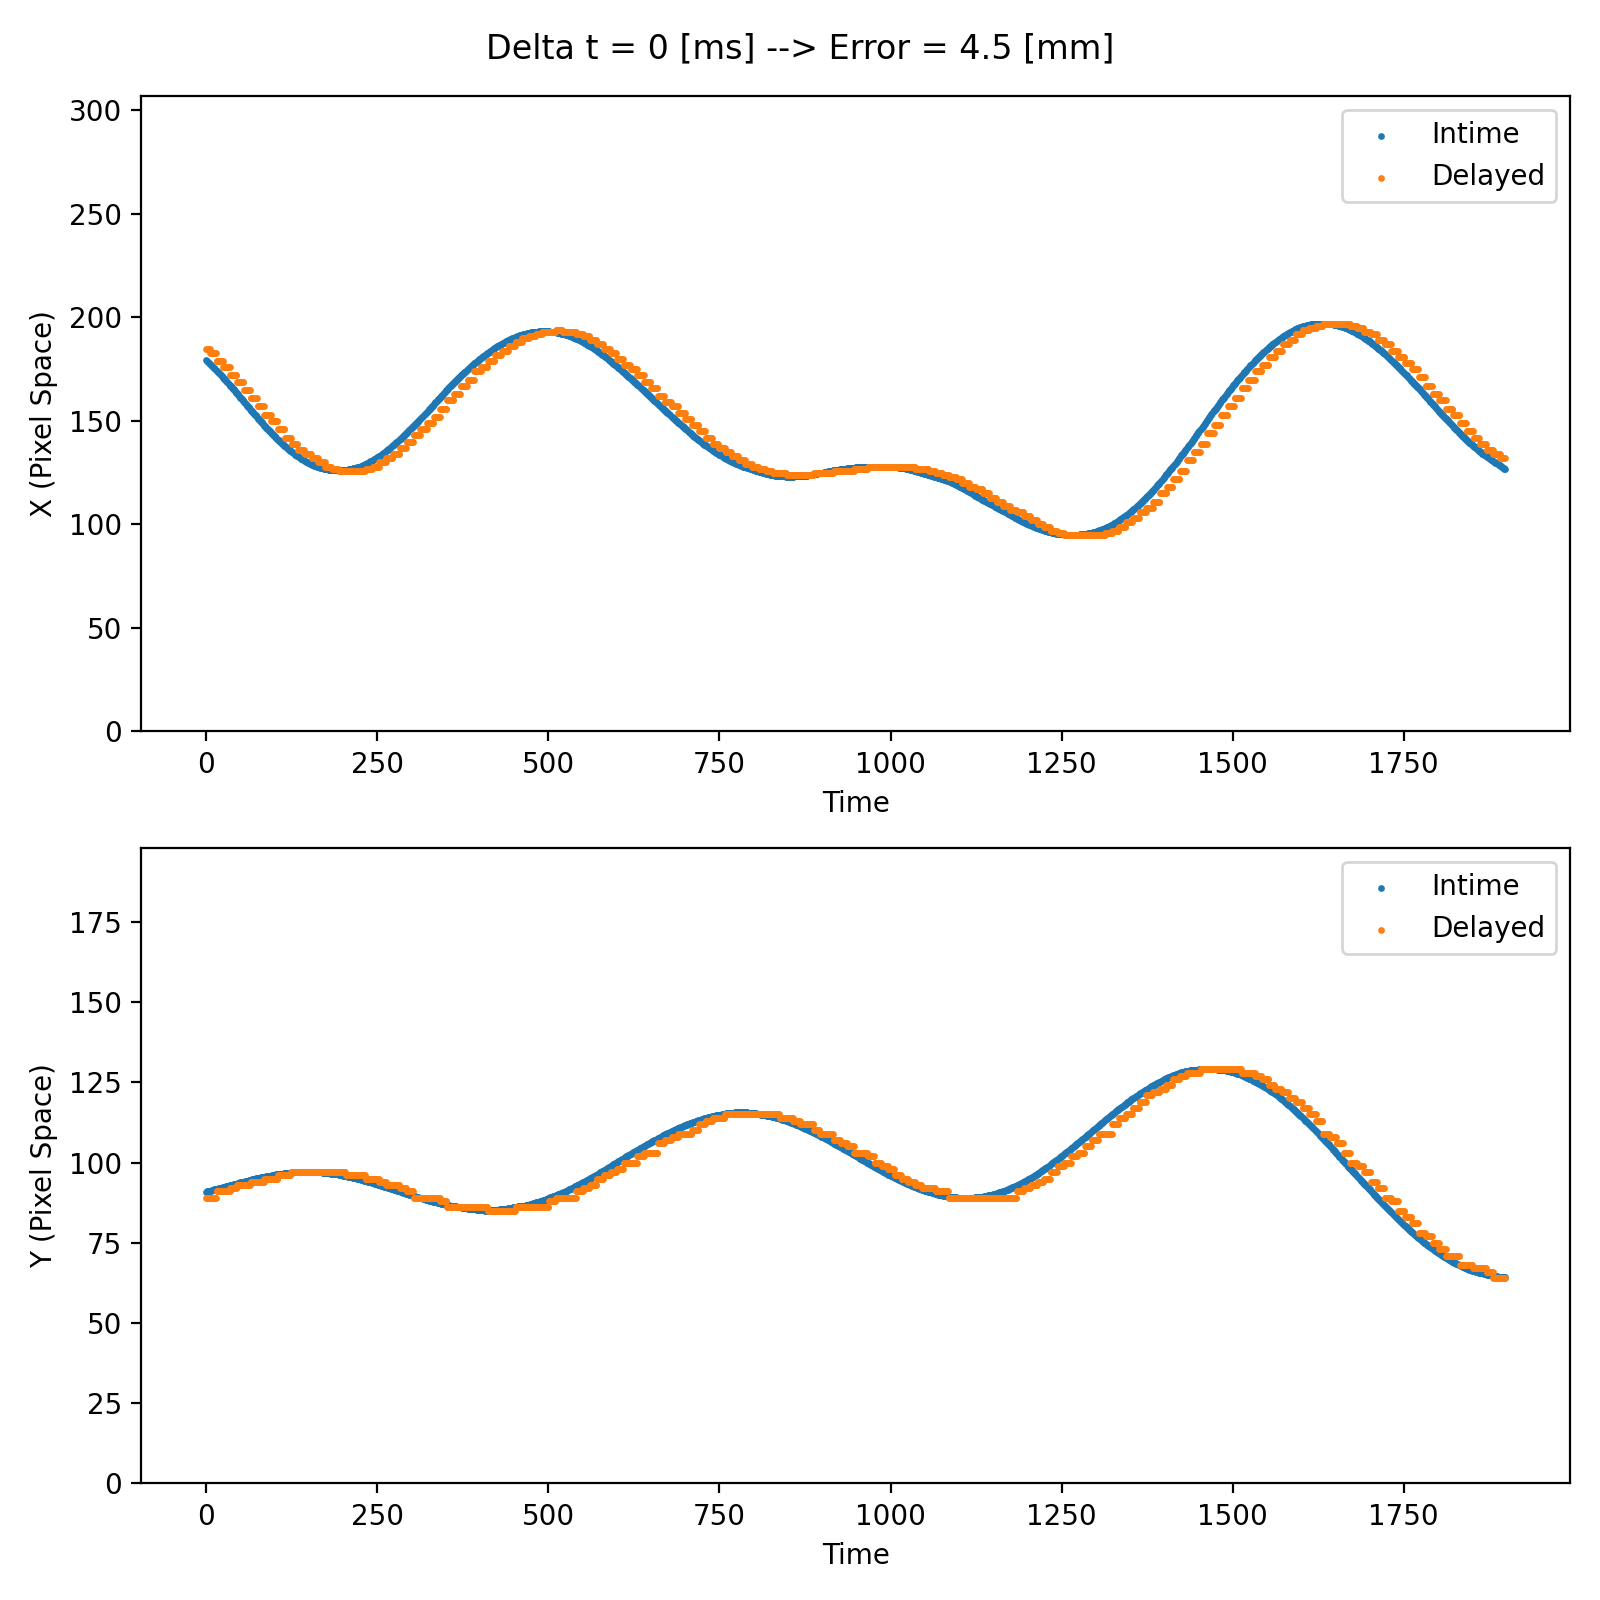 Delta t = 0 [ms] --> Error = 4.5 [mm]
300
250
200
150
100
50
0
X (Pixel Space)
Intime
Delayed
0 250 500 750 1000 1250 1500 1750
Time
175
150
125
100
75
50
25
0
Y (Pixel Space)
Intime
Delayed
0 250 500 750 1000 1250 1500 1750
Time